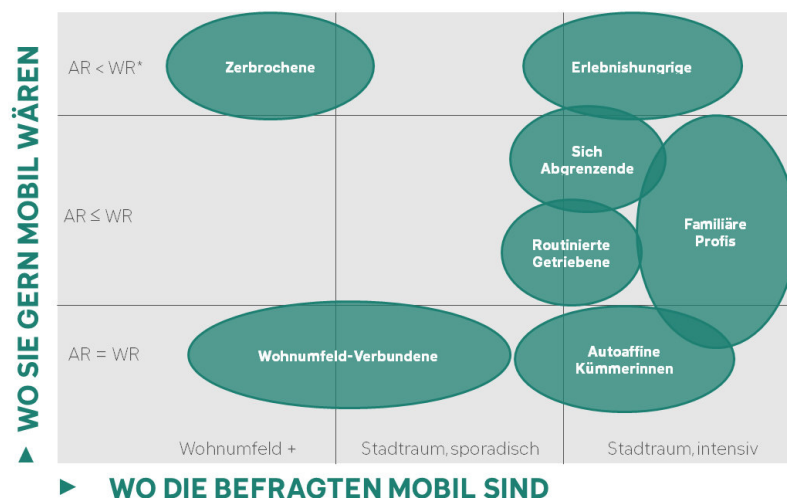 WO SIE GERN MOBIL WÄREN
AR < WR*
Zerbrochene
Erlebnishungrige
Sich
Abgrenzende
AR ≤ WR
Familiäre
Profis
Routinierte
Getriebene
AR = WR
Wohnumfeld-Verbundene
Autoaffine
Kümmerinnen
Wohnumfeld +
Stadtraum, sporadisch
Stadtraum, intensiv
WO DIE BEFRAGTEN MOBIL SIND